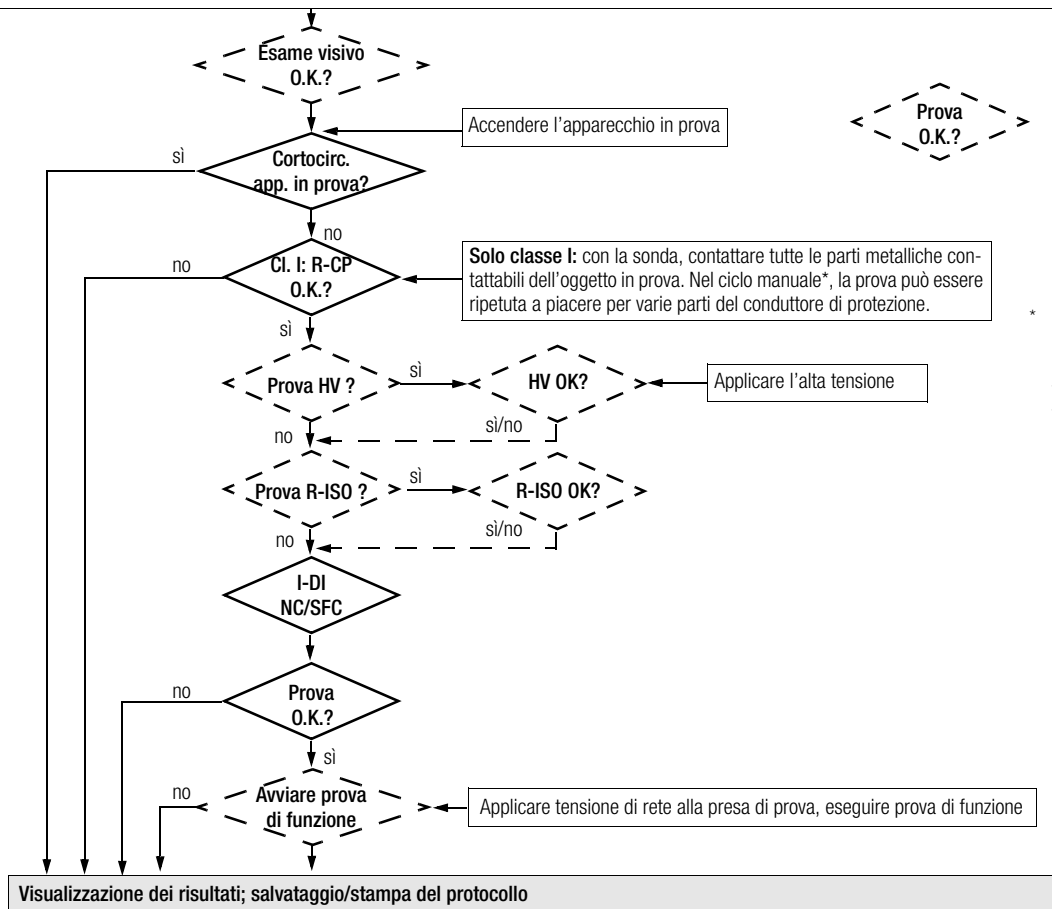 Esame visivo
O.K.?
Accendere l'apparecchio in prova
Prova
O.K.?
sì
Cortocirc.
app. in prova?
no
no
Cl. I: R-CP
O.K.?
Solo classe I: con la sonda, contattare tutte le parti metalliche con-
tattabili dell'oggetto in prova. Nel ciclo manuale*, la prova può essere
ripetuta a piacere per varie parti del conduttore di protezione.
*
sì
Prova HV ?
sì
HV OK?
Applicare l'alta tensione
no
sì/no
Prova R-ISO ?
sì
R-ISO OK?
no
sì/no
I-DI
NC/SFC
no
Prova
O.K.?
sì
no
Avviare prova
di funzione
Applicare tensione di rete alla presa di prova, eseguire prova di funzione
Visualizzazione dei risultati; salvataggio/stampa del protocollo